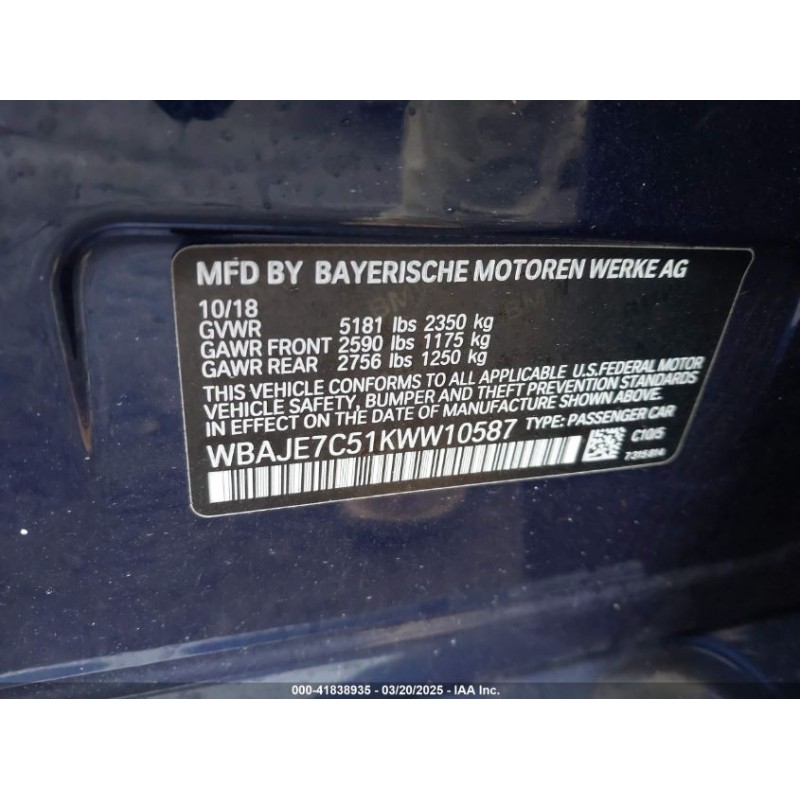 MFD BY BAYERISCHE MOTOREN WERKE AG
10/18
GVWR 5181 lbs 2350 kg
GAWR FRONT 2590 lbs 1175 kg
GAWR REAR 2756 lbs 1250 kg
THIS VEHICLE CONFORMS TO ALL APPLICABLE U.S.FEDERAL MOTOR
VEHICLE SAFETY, BUMPER AND THEFT PREVENTION STANDARDS
IN EFFECT ON THE DATE OF MANUFACTURE SHOWN ABOVE.
WBAJE7C51KWW10587 TYPE: PASSENGER CAR
C10/5
7315814
000-41838935 - 03/20/2025 - IAA Inc.